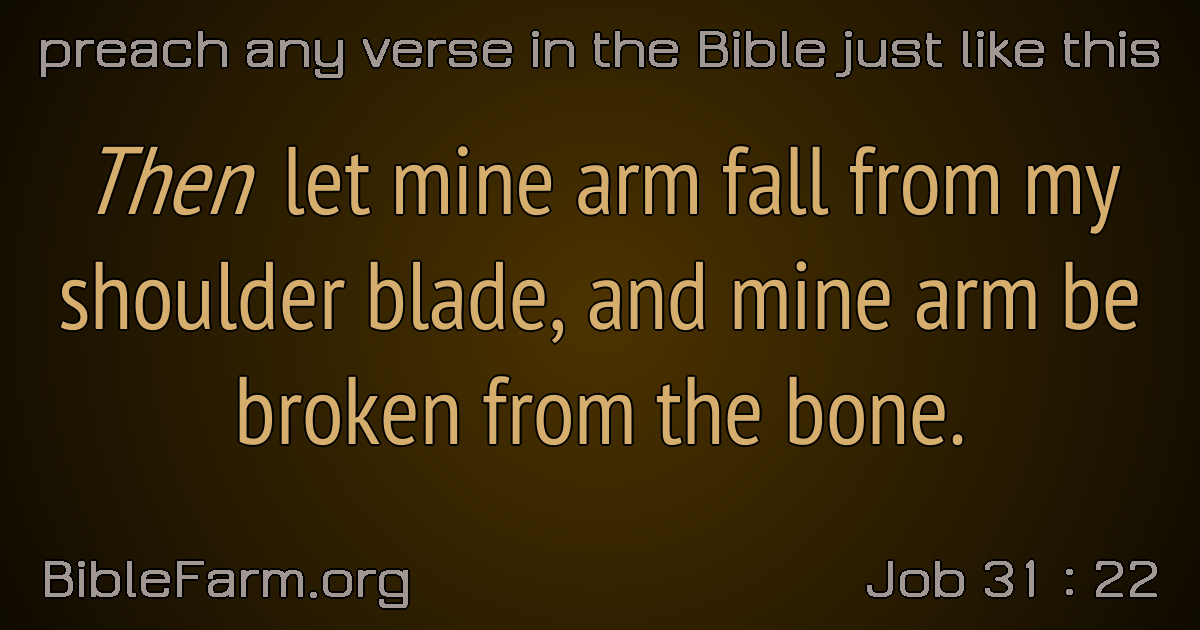 preach any verse in the Bible just like this
Then let mine arm fall from my
shoulder blade, and mine arm be
broken from the bone.
BibleFarm.org
Job 31 : 22